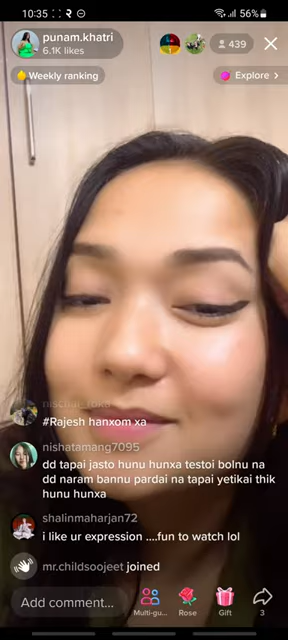 10:35
56%
punam.khatri
6.1K likes
439
Weekly ranking
Explore >
#Rajesh hanxom xa
nishatamang7095
dd tapai jasto hunu hunxa testoi bolnu na
dd naram bannu pardai na tapai yetikai thik
hunu hunxa
shalinmaharjan72
i like ur expression ....fun to watch lol
mr.childsoojeet joined
Add comment...
Multi-gu...
Rose
Gift
3